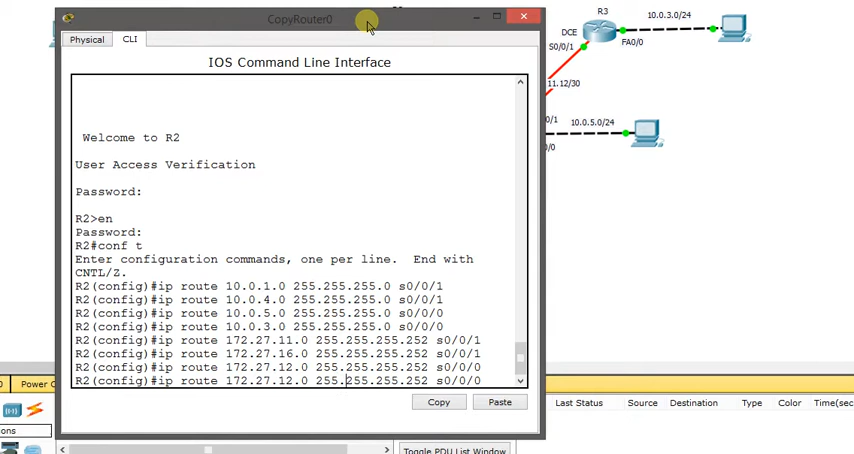 CopyRouter0
Physical
CLI
IOS Command Line Interface
Welcome to R2
User Access Verification
Password:
R2>en
Password:
R2#conf t
Enter configuration commands, one per line.  End with
CNTL/Z.
R2(config)#ip route 10.0.1.0 255.255.255.0 s0/0/1
R2(config)#ip route 10.0.4.0 255.255.255.0 s0/0/1
R2(config)#ip route 10.0.5.0 255.255.255.0 s0/0/0
R2(config)#ip route 10.0.3.0 255.255.255.0 s0/0/0
R2(config)#ip route 172.27.11.0 255.255.255.252 s0/0/1
R2(config)#ip route 172.27.16.0 255.255.255.252 s0/0/1
R2(config)#ip route 172.27.12.0 255.255.255.252 s0/0/0
R2(config)#ip route 172.27.12.0 255.255.255.252 s0/0/0
Copy
Paste
R3
10.0.3.0/24
DCE
FA0/0
S0/0/1
11.12/30
0/1
10.0.5.0/24
0/0
0
Power C
ons
Last Status
Source
Destination
Type
Color
Time(sec
Toggle PDU List Window